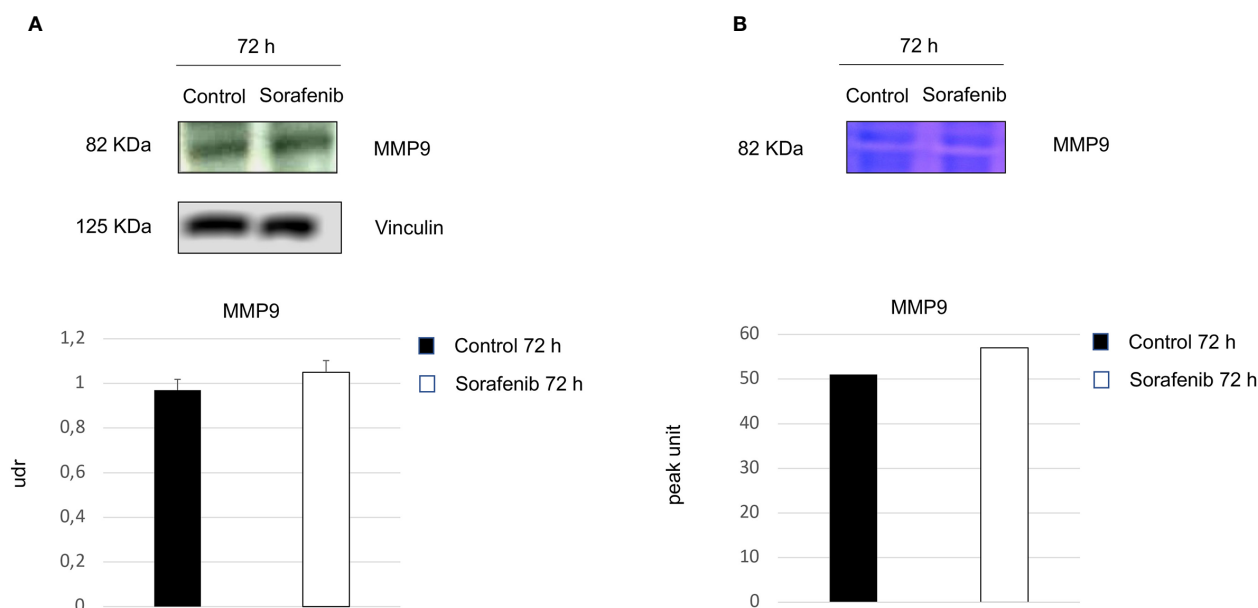 A
72 h
Control Sorafenib
82 KDa
MMP9
125 KDa
Vinculin
MMP9
1,2
1
0,8
0,6
0,4
0,2
0
udr
Control 72 h
Sorafenib 72 h
B
72 h
Control Sorafenib
82 KDa
MMP9
MMP9
60
50
40
30
20
10
0
peak unit
Control 72 h
Sorafenib 72 h